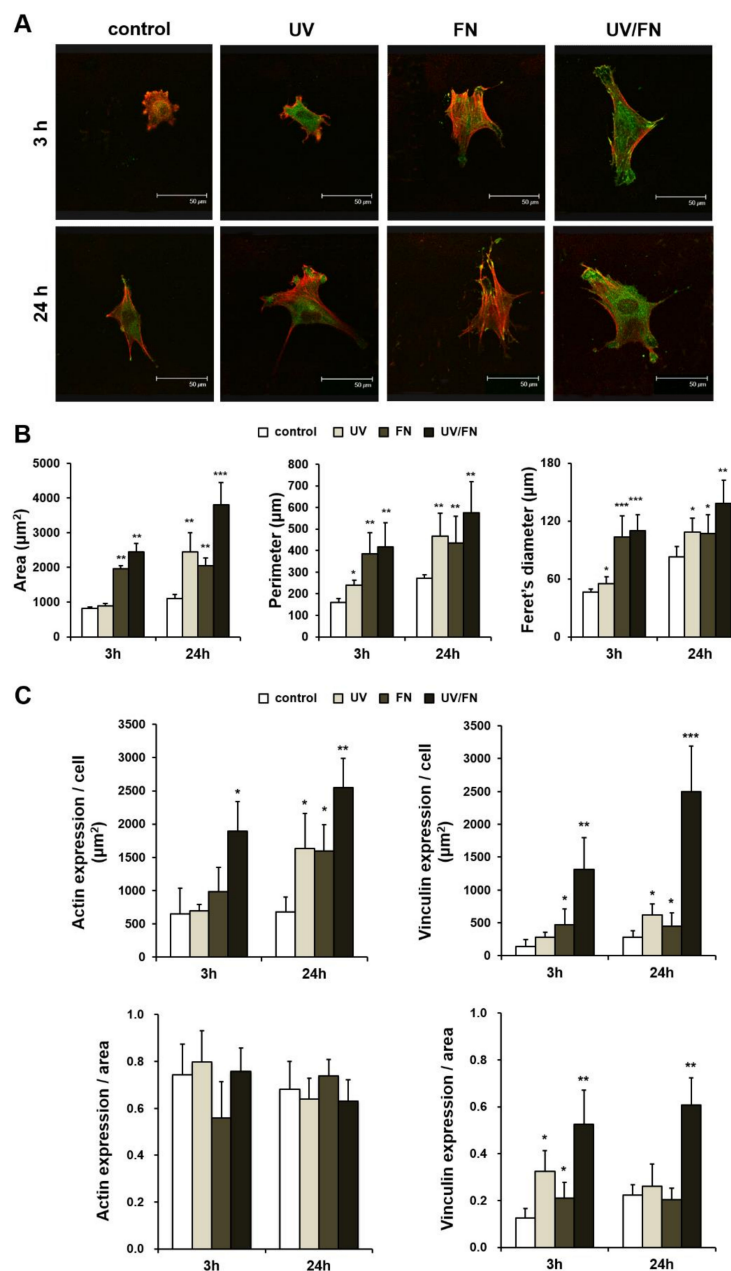 A
control UV FN UV/FN
3 h
50 µm 50 µm 50 µm 50 µm
24 h
50 µm 50 µm 50 µm 50 µm
B
control UV FN UV/FN
Area (µm²)
5000
4000
3000
2000
1000
0
** ** ** ** ***
3h 24h
Perimeter (µm)
800
700
600
500
400
300
200
100
0
* ** ** ** ** **
3h 24h
Feret's diameter (µm)
180
120
60
0
* *** *** * * **
3h 24h
C
control UV FN UV/FN
Actin expression / cell
(µm²)
3500
3000
2500
2000
1500
1000
500
0
* * * **
3h 24h
Vinculin expression / cell
(µm²)
3500
3000
2500
2000
1500
1000
500
0
* ** * * ***
3h 24h
Actin expression / area
1.0
0.8
0.6
0.4
0.2
0.0
3h 24h
Vinculin expression / area
1.0
0.8
0.6
0.4
0.2
0.0
* * ** **
3h 24h